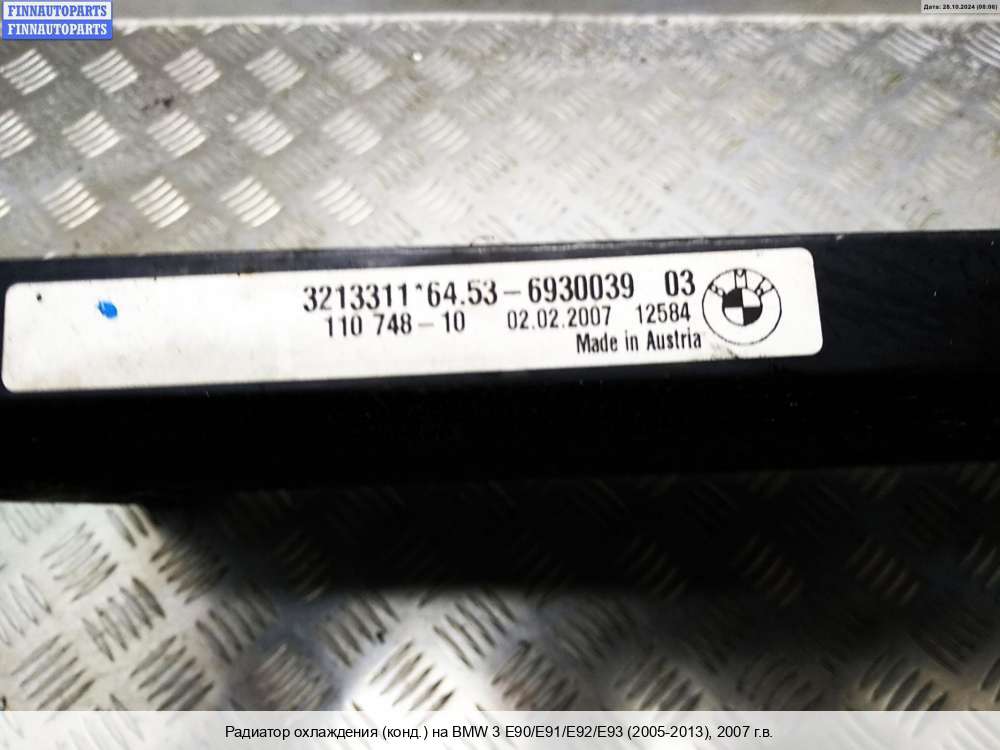 FINNAUTOPARTS
FINNAUTOPARTS
Дата: 28.10.2024 (08:08)
3213311*64.53-6930039 03
110 748-10 02.02.2007 12584
Made in Austria
BMW
Радиатор охлаждения (конд.) на BMW 3 E90/E91/E92/E93 (2005-2013), 2007 г.в.